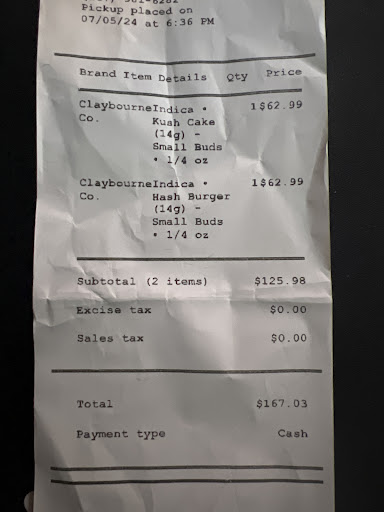 Pickup placed on
07/05/24 at 6:36 PM
Brand Item Details Qty Price
ClaybourneIndica • 1$62.99
Co. Kush Cake
(14g) -
Small Buds
• 1/4 oz
ClaybourneIndica • 1$62.99
Co. Hash Burger
(14g) -
Small Buds
• 1/4 oz
Subtotal (2 items) $125.98
Excise tax $0.00
Sales tax $0.00
Total $167.03
Payment type Cash